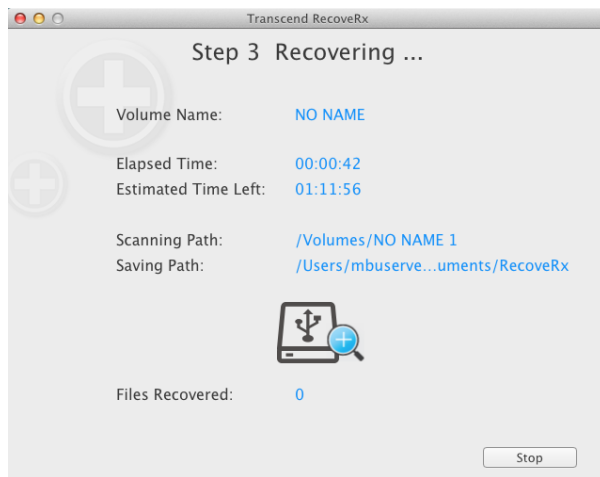 Transcend RecoveRx
Step 3 Recovering ...
Volume Name: NO NAME
Elapsed Time: 00:00:42
Estimated Time Left: 01:11:56
Scanning Path: /Volumes/NO NAME 1
Saving Path: /Users/mbuserve...uments/RecoveRx
Files Recovered: 0
Stop